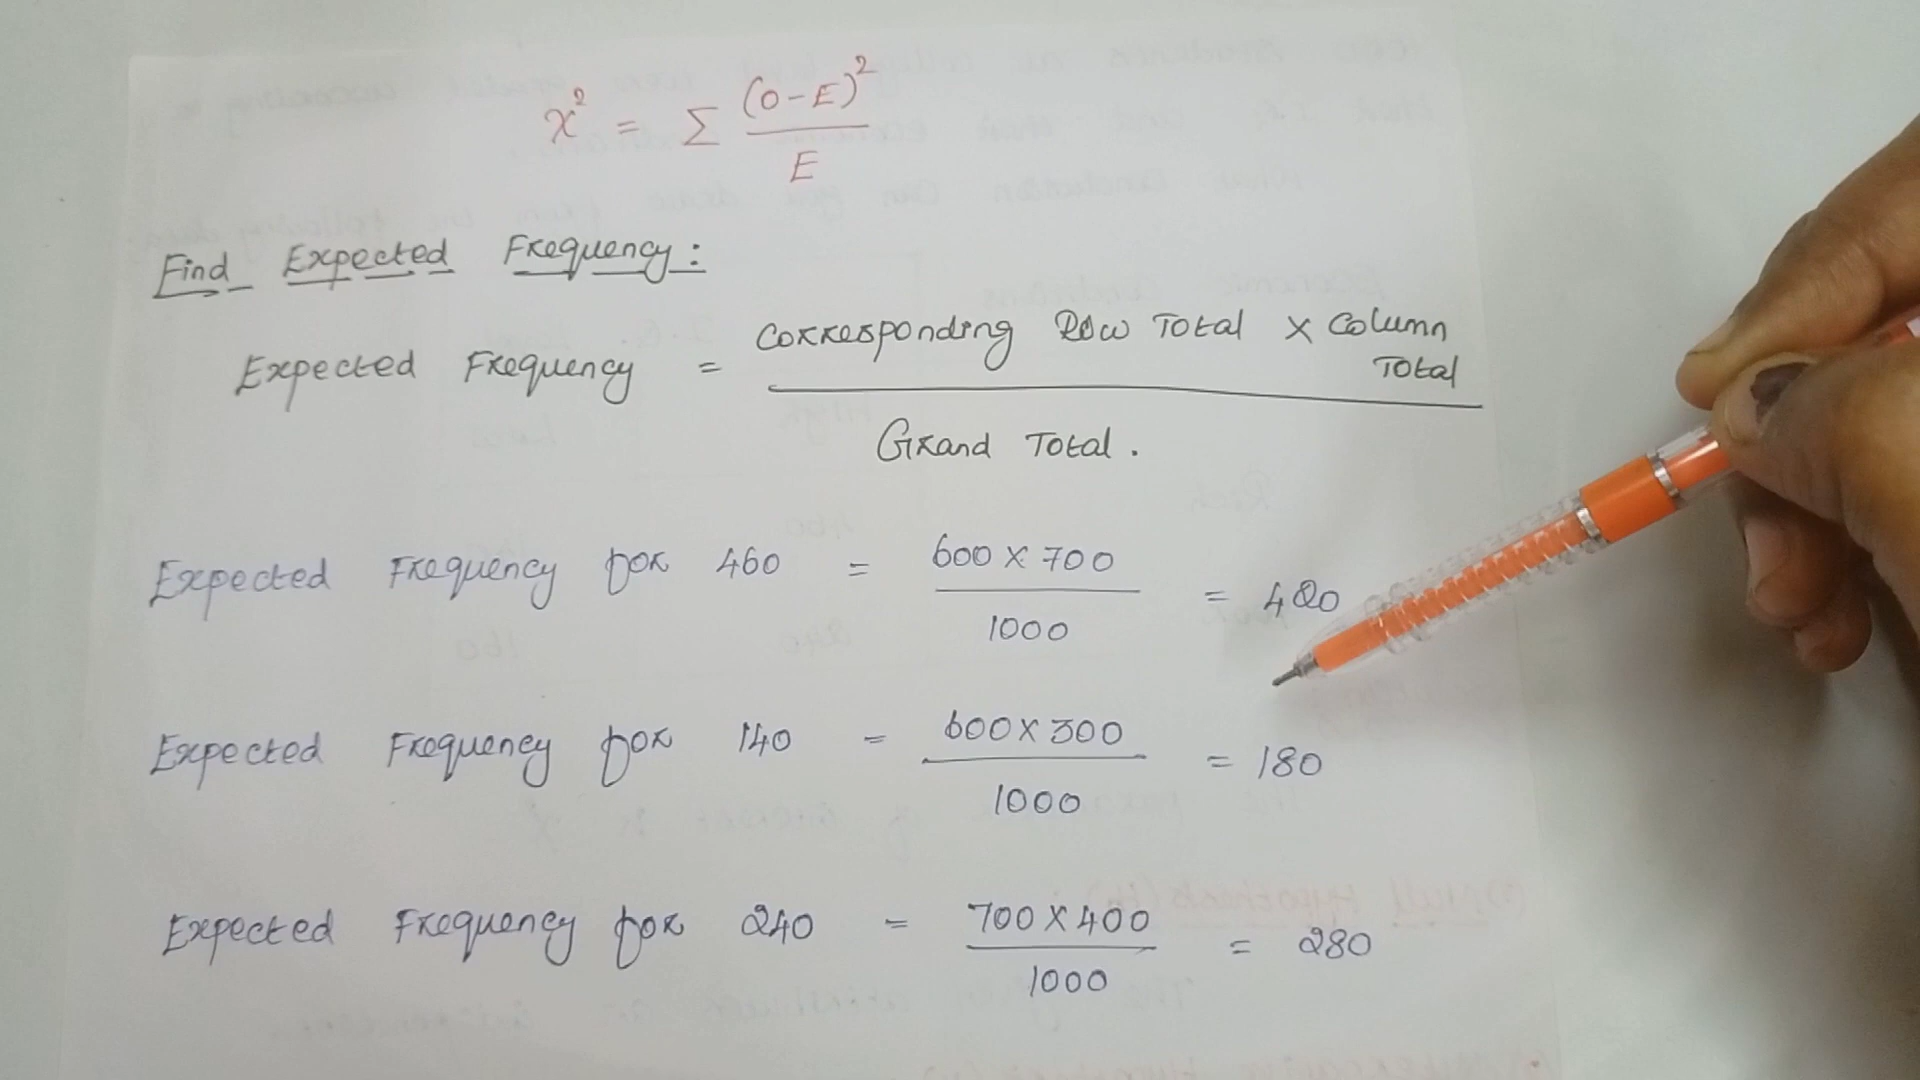 χ² = Σ (O-E)² / E
Find Expected Frequency:
Expected Frequency = Corresponding Row Total X Column Total / Grand Total.
Expected Frequency for 460 = 600 X 700 / 1000 = 420
Expected Frequency for 140 = 600 X 300 / 1000 = 180
Expected Frequency for 240 = 700 X 400 / 1000 = 280